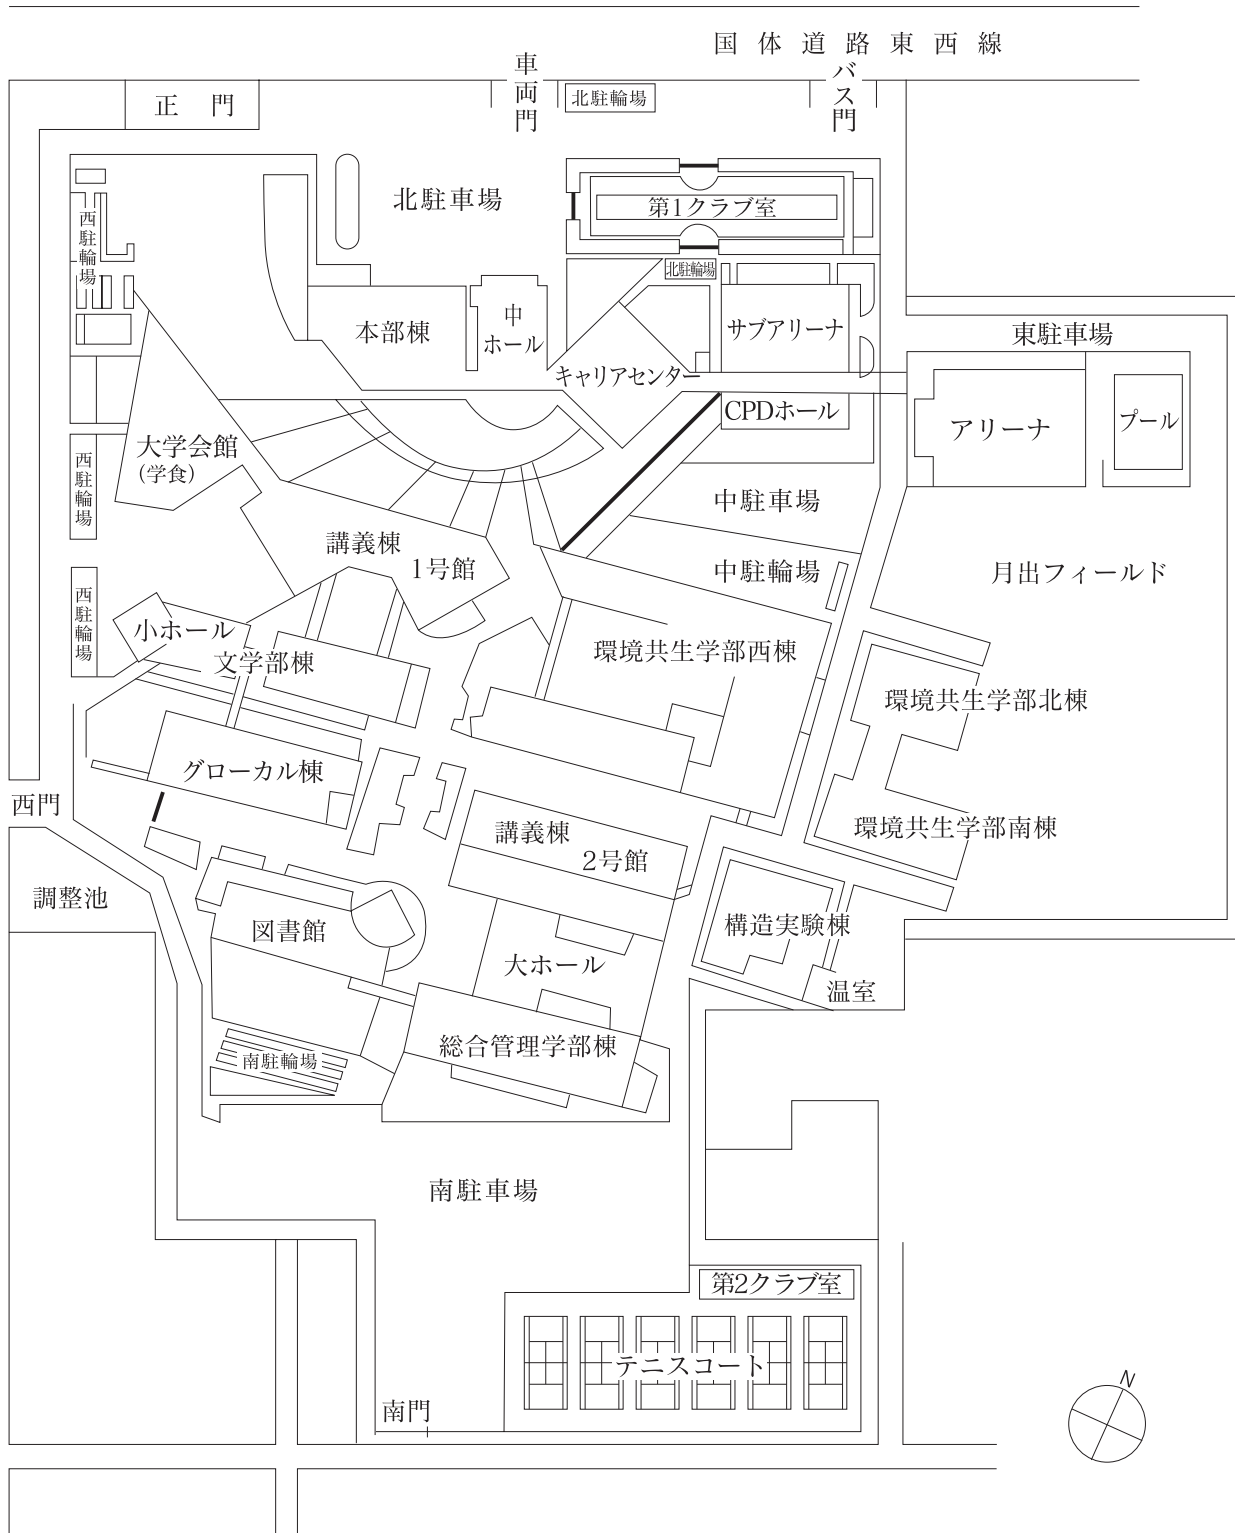 国体道路東西線
正門
車両門
北駐輪場
バス門
西駐輪場
北駐車場
第1クラブ室
北駐輪場
本部棟
中ホール
サブアリーナ
東駐車場
キャリアセンター
CPDホール
アリーナ
プール
大学会館
(学食)
西駐輪場
中駐車場
講義棟
1号館
中駐輪場
月出フィールド
西駐輪場
小ホール
文学部棟
環境共生学部西棟
環境共生学部北棟
グローカル棟
西門
講義棟
2号館
環境共生学部南棟
調整池
図書館
構造実験棟
大ホール
温室
総合管理学部棟
南駐輪場
南駐車場
第2クラブ室
テニスコート
南門
N